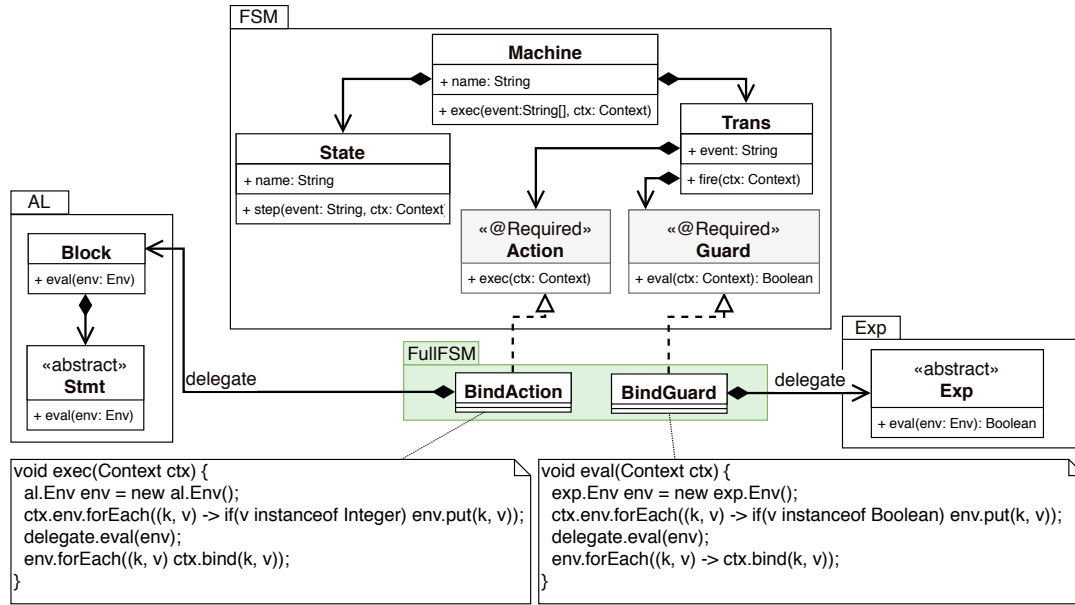 FSM
Machine
+ name: String
+ exec(event:String[], ctx: Context)
Trans
+ event: String
+ fire(ctx: Context)
State
+ name: String
+ step(event: String, ctx: Context
AL
Block
+ eval(env: Env)
«abstract»
Stmt
+ eval(env: Env)
«@Required»
Action
+ exec(ctx: Context)
«@Required»
Guard
+ eval(ctx: Context): Boolean
FullFSM
BindAction
BindGuard
delegate
delegate
Exp
«abstract»
Exp
+ eval(env: Env): Boolean
void exec(Context ctx) {
al.Env env = new al.Env();
ctx.env.forEach((k, v) -> if(v instanceof Integer) env.put(k, v));
delegate.eval(env);
env.forEach((k, v) ctx.bind(k, v));
}
void eval(Context ctx) {
exp.Env env = new exp.Env();
ctx.env.forEach((k, v) -> if(v instanceof Boolean) env.put(k, v));
delegate.eval(env);
env.forEach((k, v) -> ctx.bind(k, v));
}